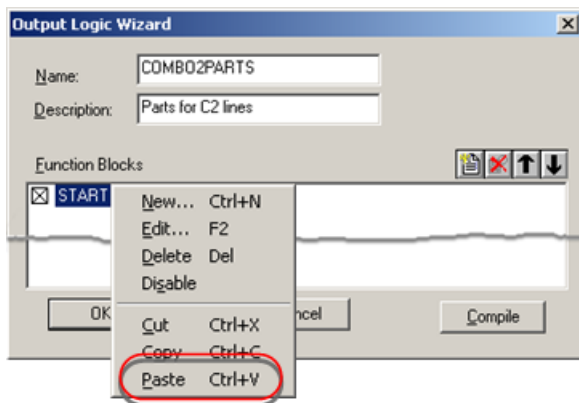 Output Logic Wizard
Name: COMBO2PARTS
Description: Parts for C2 lines
Function Blocks
START
New... Ctrl+N
Edit... F2
Delete Del
Disable
OK ncel Compile
Cut Ctrl+X
Copy Ctrl+C
Paste Ctrl+V